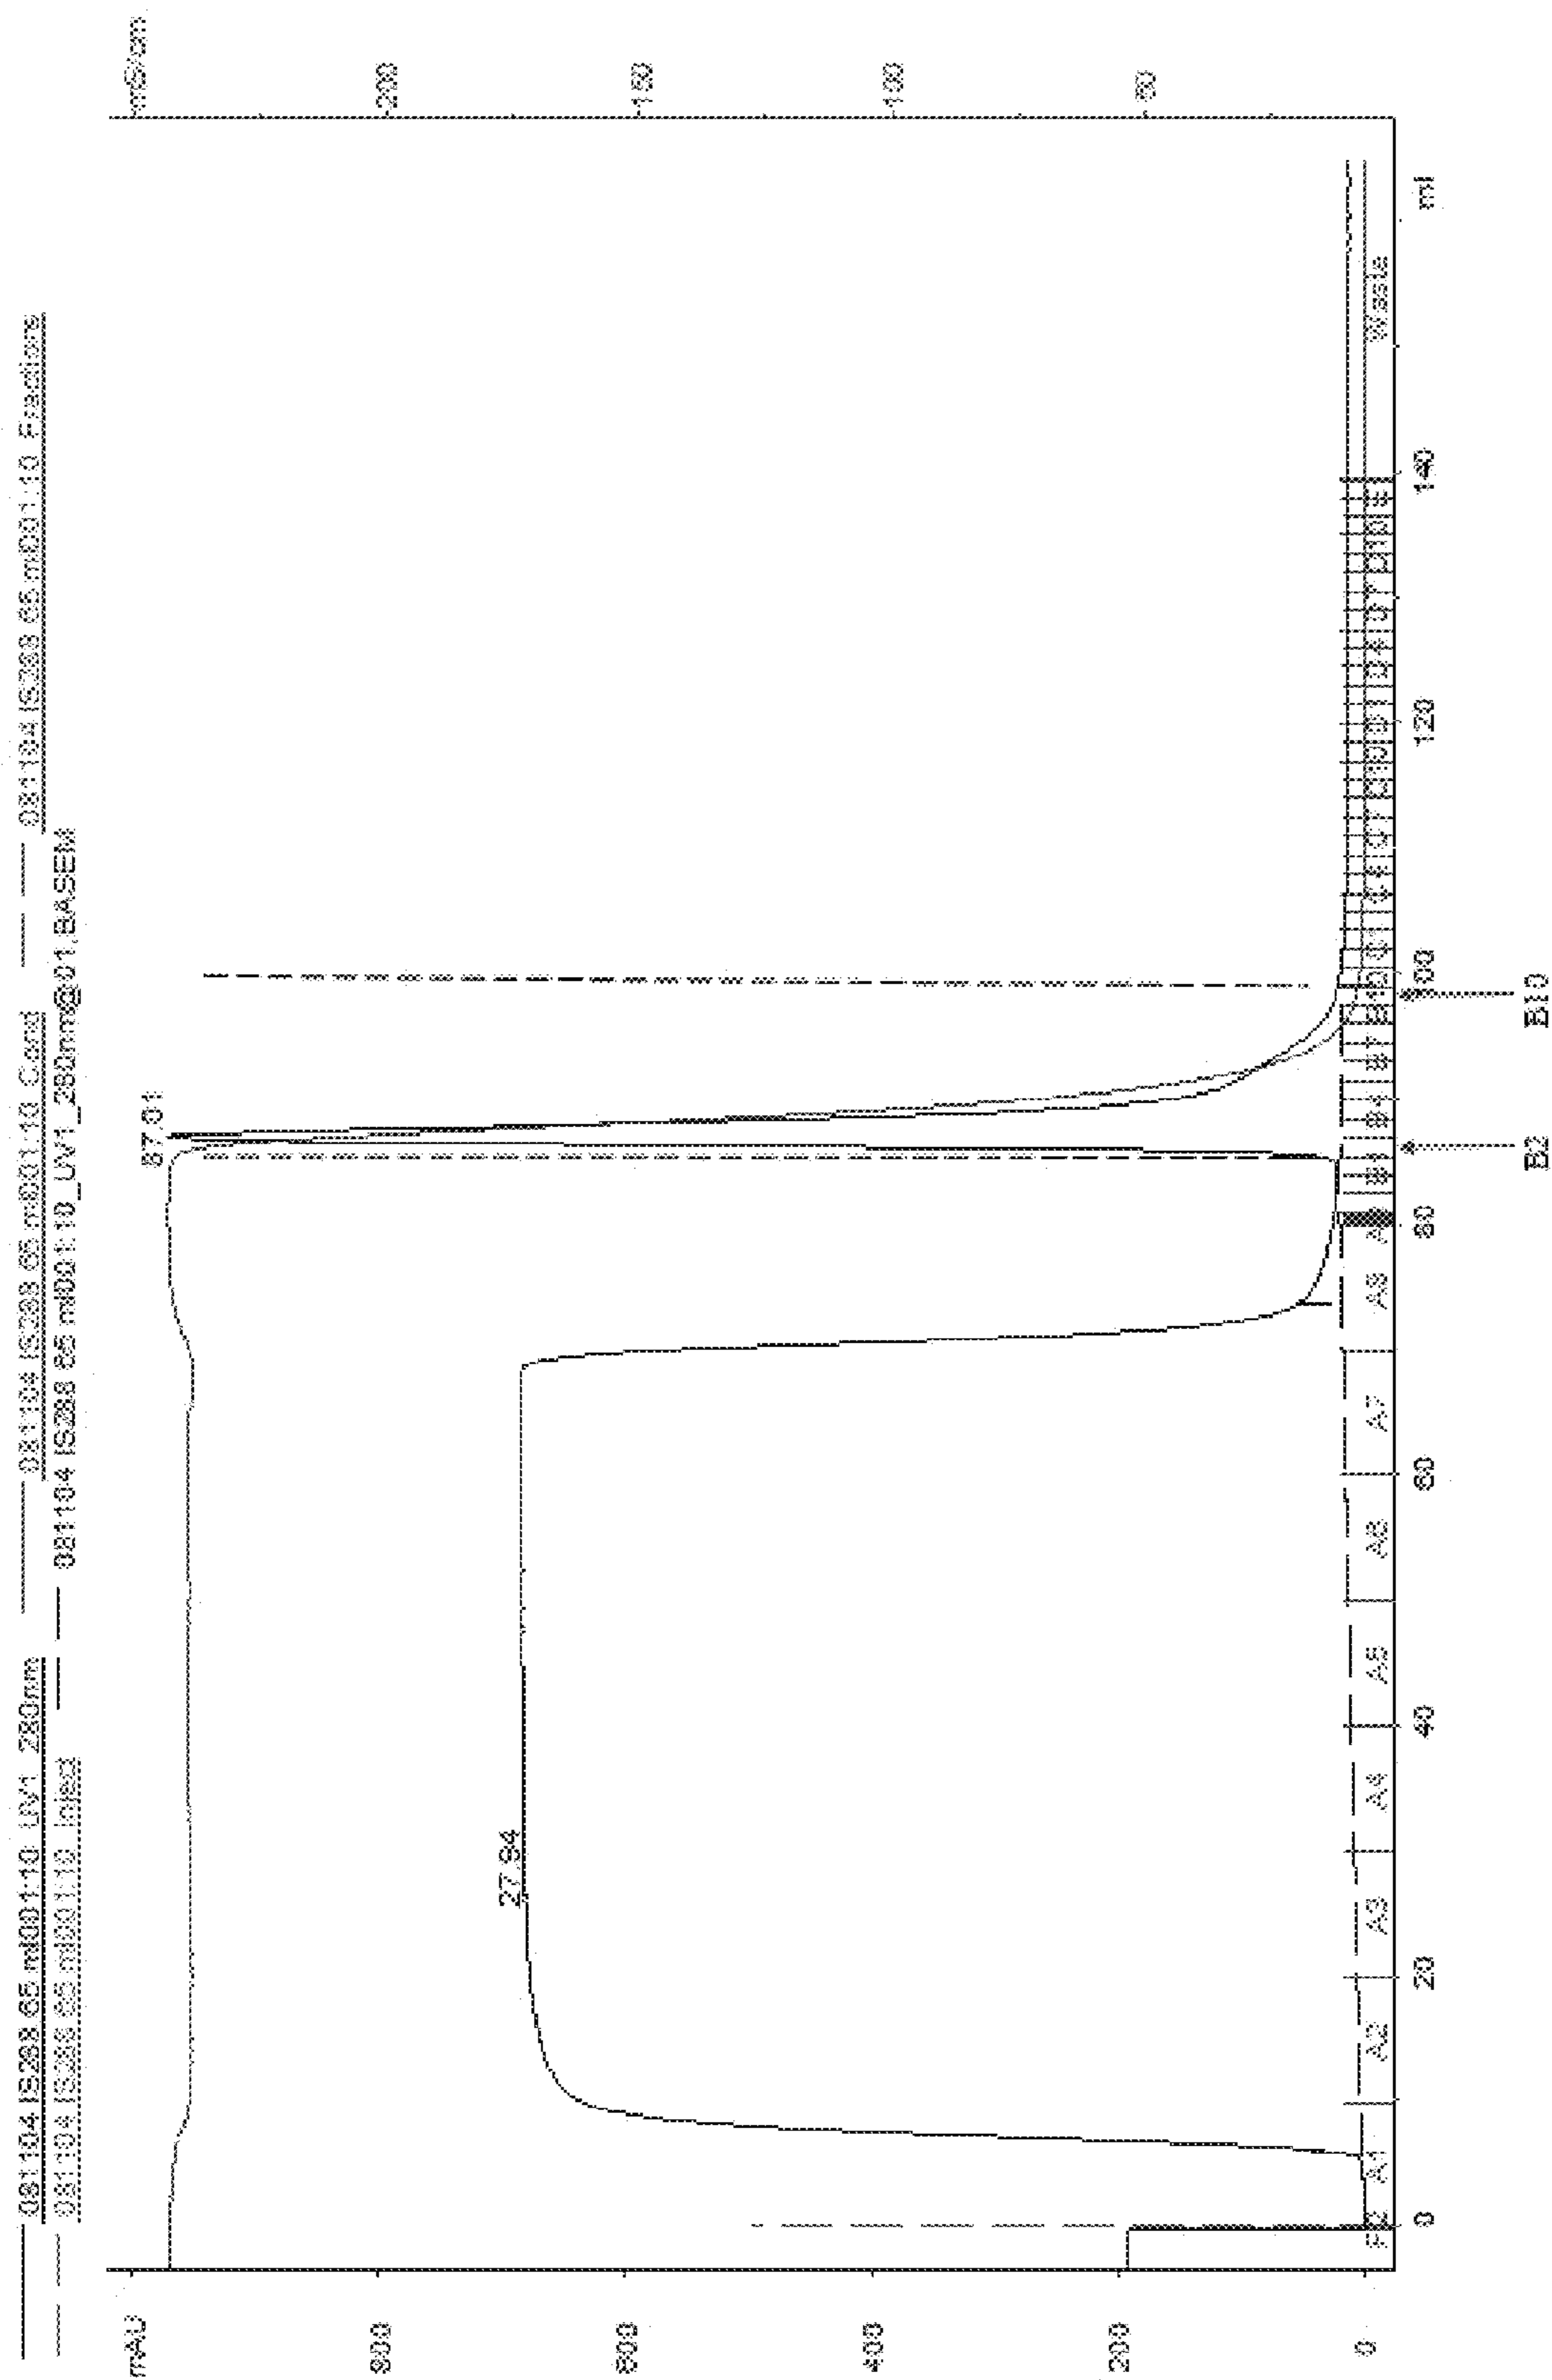 081104 IS288 65 ml001:10_UV1_280nm
081104 IS288 65 ml001:10_Cond
081104 IS288 65 ml001:10_Fractions
081104 IS288 65 ml001:10_Inject
081104 IS288 65 ml001:10_UV1_280nm@01,BASEM
mAU
mS/cm
87.01
800
200
27.94
600
150
400
100
200
50
0
F2 A1 A2 A3 A4 A5 A6 A7 A8
Waste
0 20 40 60 80 100 120 140 ml
B2 B10